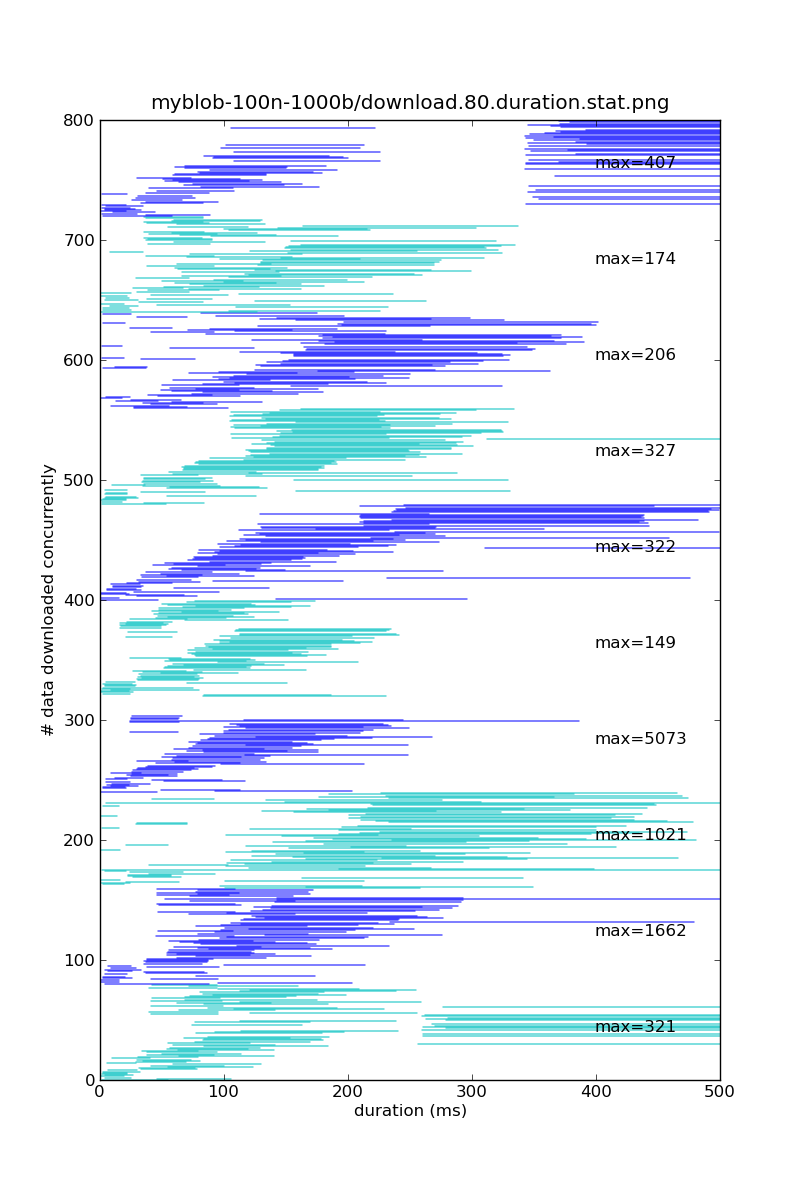 myblob-100n-1000b/download.80.duration.stat.png
800
max=407
700
max=174
600
max=206
500
max=327
max=322
400
max=149
300
max=5073
200
max=1021
max=1662
100
max=321
0
# data downloaded concurrently
0 100 200 300 400 500
duration (ms)